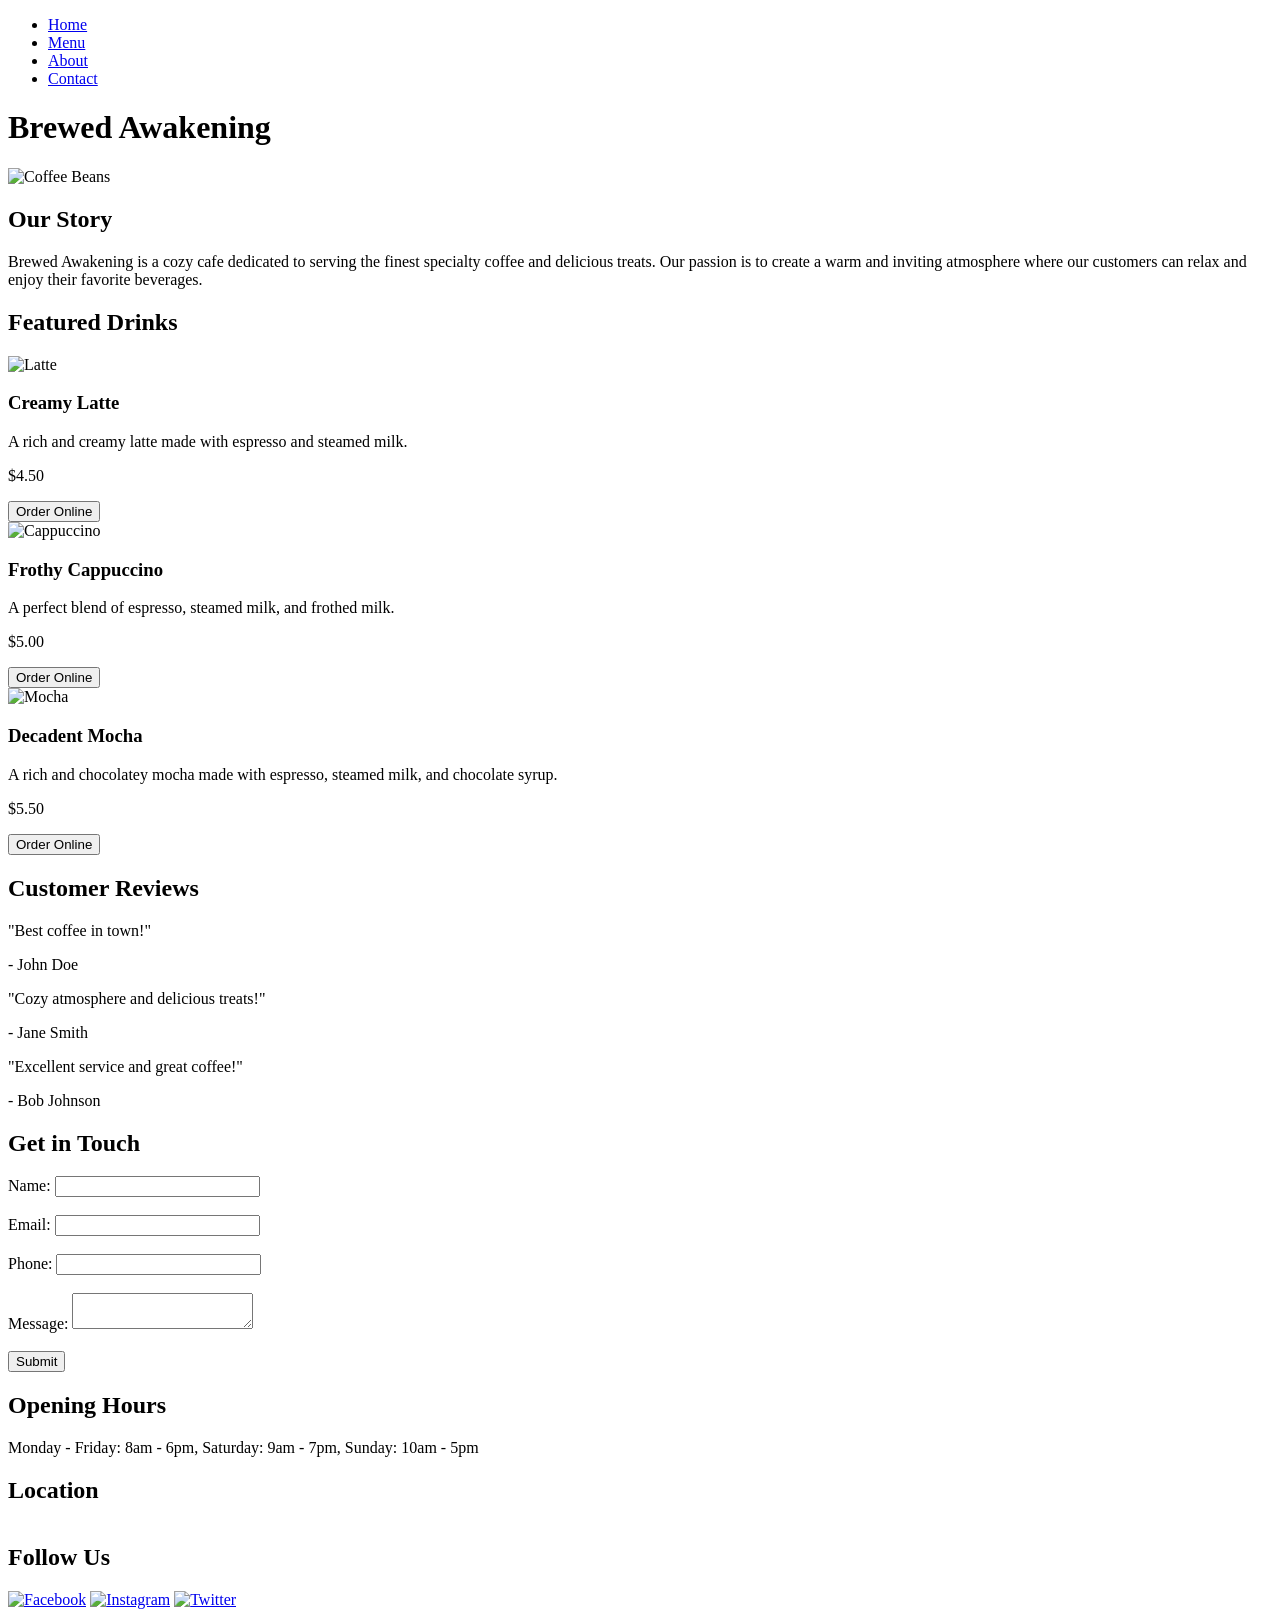 Home
Menu
About
Contact
Brewed Awakening
Coffee Beans
Our Story
Brewed Awakening is a cozy cafe dedicated to serving the finest specialty coffee and delicious treats. Our passion is to create a warm and inviting atmosphere where our customers can relax and
enjoy their favorite beverages.
Featured Drinks
Latte
Creamy Latte
A rich and creamy latte made with espresso and steamed milk.
$4.50
Order Online
Cappuccino
Frothy Cappuccino
A perfect blend of espresso, steamed milk, and frothed milk.
$5.00
Order Online
Mocha
Decadent Mocha
A rich and chocolatey mocha made with espresso, steamed milk, and chocolate syrup.
$5.50
Order Online
Customer Reviews
"Best coffee in town!"
- John Doe
"Cozy atmosphere and delicious treats!"
- Jane Smith
"Excellent service and great coffee!"
- Bob Johnson
Get in Touch
Name:
Email:
Phone:
Message:
Submit
Opening Hours
Monday - Friday: 8am - 6pm, Saturday: 9am - 7pm, Sunday: 10am - 5pm
Location
Follow Us
Facebook Instagram Twitter